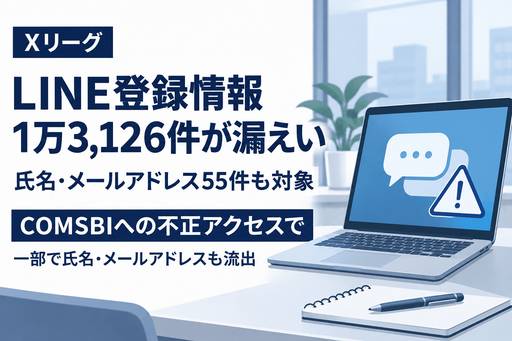 Xリーグ
LINE登録情報
1万3,126件が漏えい
氏名・メールアドレス55件も対象
COMSBIへの不正アクセスで
一部で氏名・メールアドレスも流出